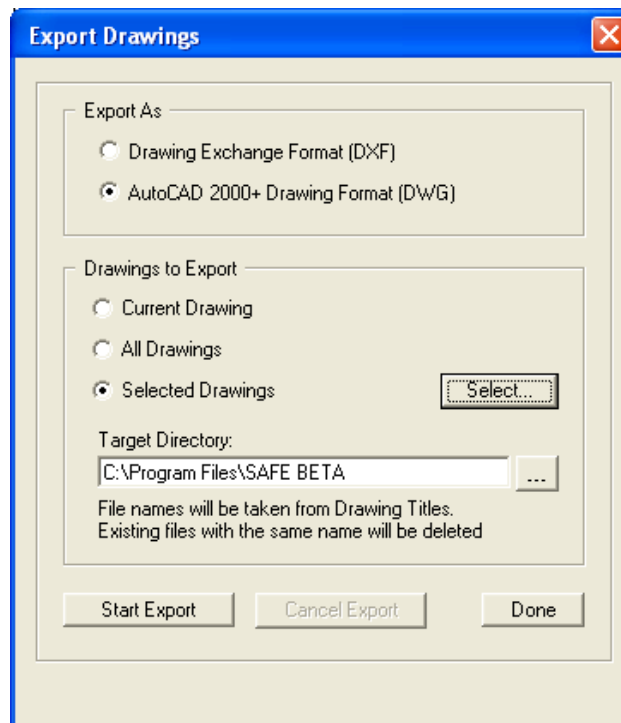 Export Drawings
Export As
Drawing Exchange Format (DXF)
AutoCAD 2000+ Drawing Format (DWG)
Drawings to Export
Current Drawing
All Drawings
Selected Drawings
Select...
Target Directory:
C:\Program Files\SAFE BETA
...
File names will be taken from Drawing Titles.
Existing files with the same name will be deleted
Start Export
Cancel Export
Done